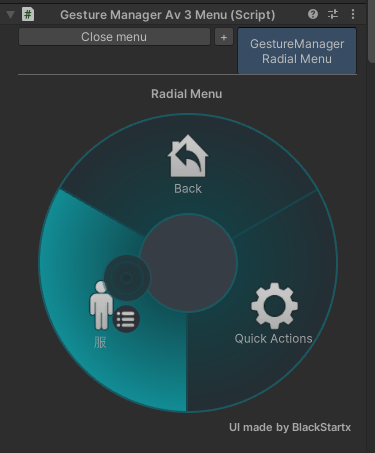 Gesture Manager Av 3 Menu (Script)
Close menu
+
GestureManager
Radial Menu
Radial Menu
Back
服
Quick Actions
UI made by BlackStartx